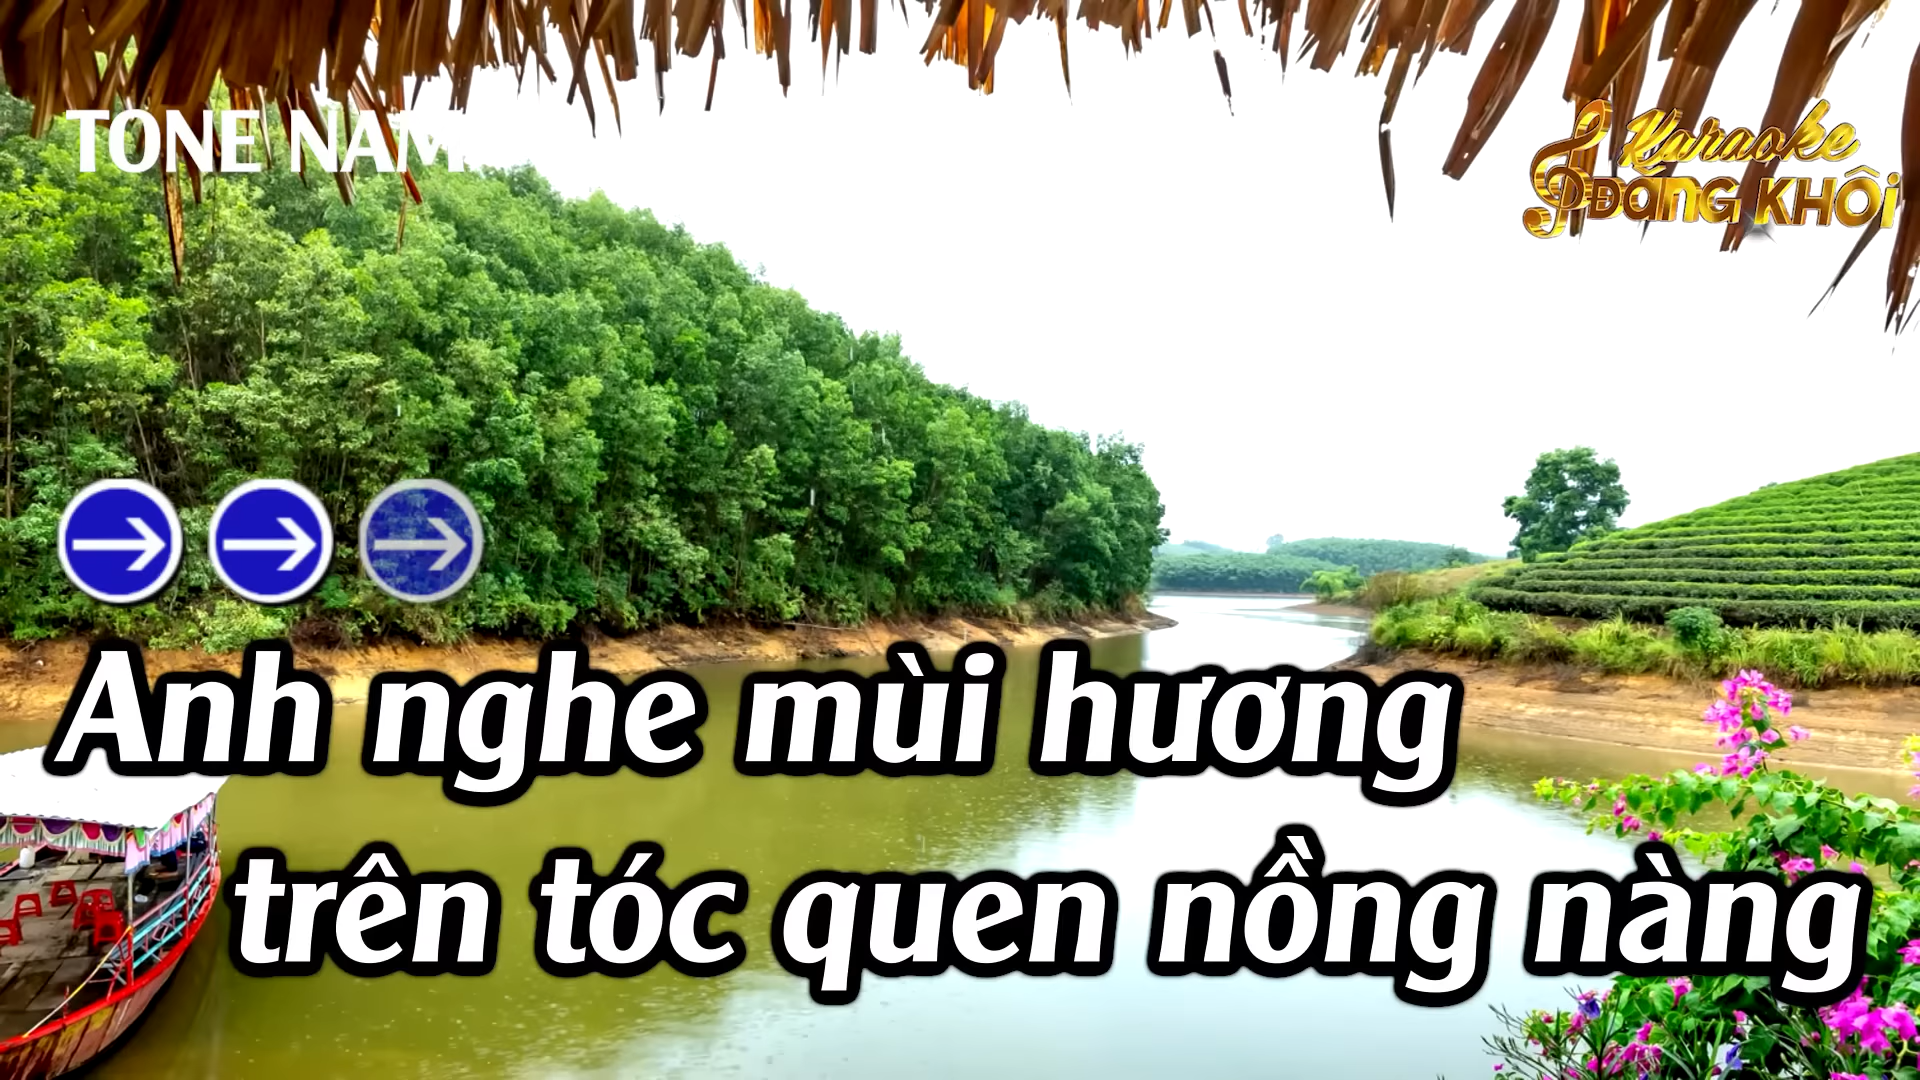 TONE NAM
Karaoke
ĐĂNG KHÔI
Anh nghe mùi hương
trên tóc quen nồng nàng